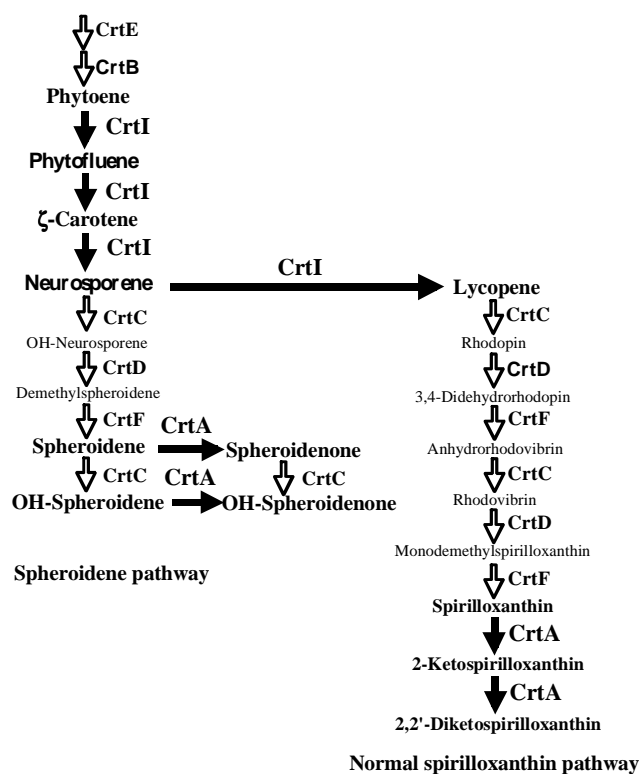 CrtE
CrtB
Phytoene
CrtI
Phytofluene
CrtI
ζ-Carotene
CrtI
Neurosporene
CrtI
Lycopene
CrtC
OH-Neurosporene
CrtD
Demethylspheroidene
CrtF
Spheroidene
CrtA
Spheroidenone
CrtC
CrtA
CrtC
OH-Spheroidene
OH-Spheroidenone
Spheroidene pathway
CrtC
Rhodopin
CrtD
3,4-Didehydrorhodopin
CrtF
Anhydrorhodovibrin
CrtC
Rhodovibrin
CrtD
Monodemethylspirilloxanthin
CrtF
Spirilloxanthin
CrtA
2-Ketospirilloxanthin
CrtA
2,2'-Diketospirilloxanthin
Normal spirilloxanthin pathway